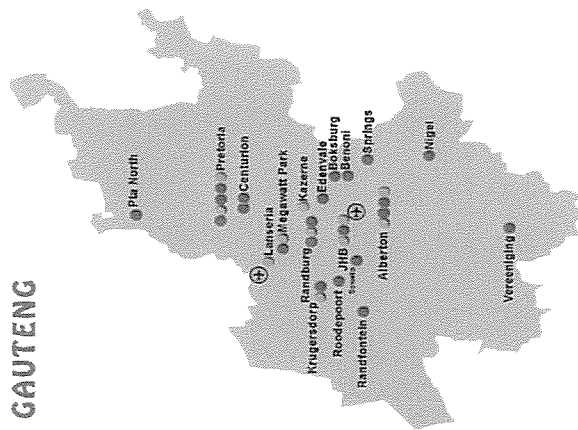 GAUTENG
Pta North
Pretoria
Centurion
Lanseria
Megawatt Park
Kazerne
Randburg
Edenvale
Boksburg
Benoni
Krugersdorp
JHB
Springs
Roodepoort
Soweto
Randfontein
Alberton
Nigel
Vereeniging